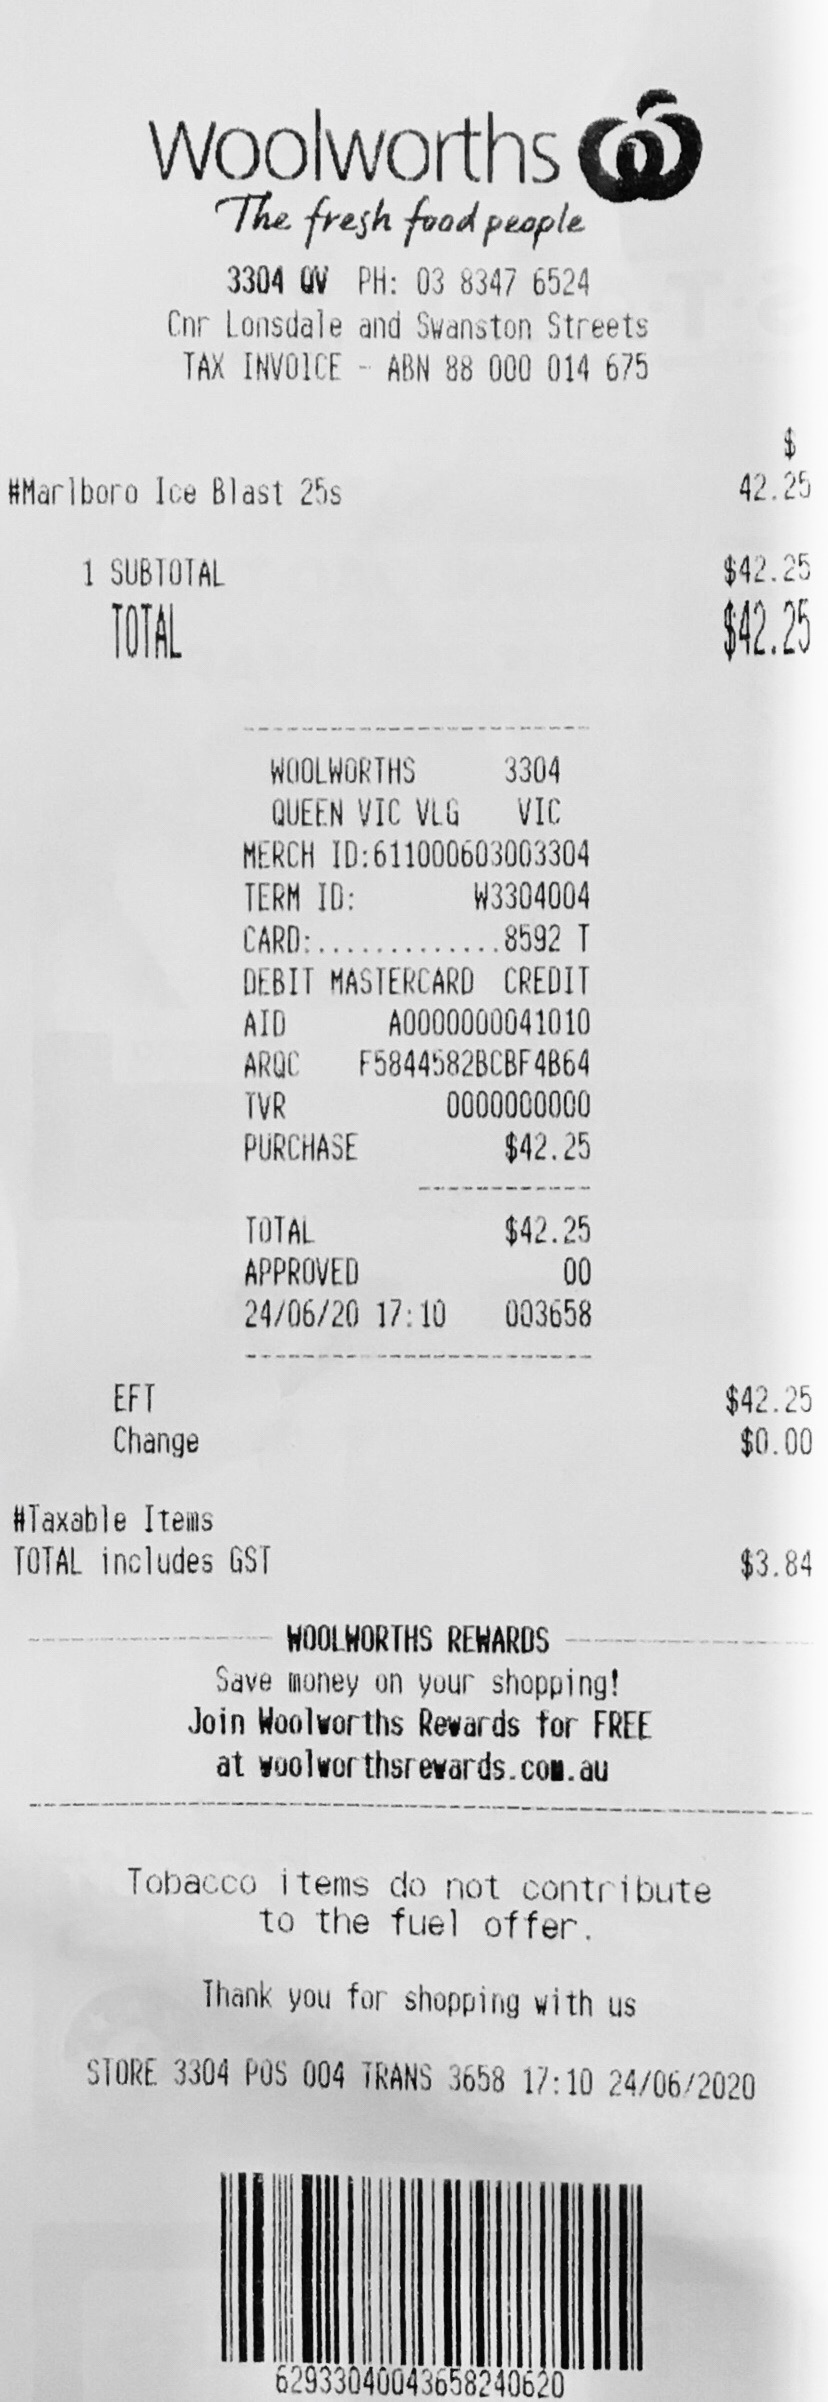 Woolworths
The fresh food people
3304 QV PH: 03 8347 6524
Cnr Lonsdale and Swanston Streets
TAX INVOICE - ABN 88 000 014 675
$
#Marlboro Ice Blast 25s 42.25
1 SUBTOTAL $42.25
TOTAL $42.25
WOOLWORTHS 3304
QUEEN VIC VLG VIC
MERCH ID:611000603003304
TERM ID: W3304004
CARD:.............8592 T
DEBIT MASTERCARD CREDIT
AID A0000000041010
ARQC F5844582BCBF4B64
TVR 0000000000
PURCHASE $42.25
TOTAL $42.25
APPROVED 00
24/06/20 17:10 003658
EFT $42.25
Change $0.00
#Taxable Items
TOTAL includes GST $3.84
WOOLWORTHS REWARDS
Save money on your shopping!
Join Woolworths Rewards for FREE
at woolworthsrewards.com.au
Tobacco items do not contribute
to the fuel offer.
Thank you for shopping with us
STORE 3304 POS 004 TRANS 3658 17:10 24/06/2020
62933040043658240620